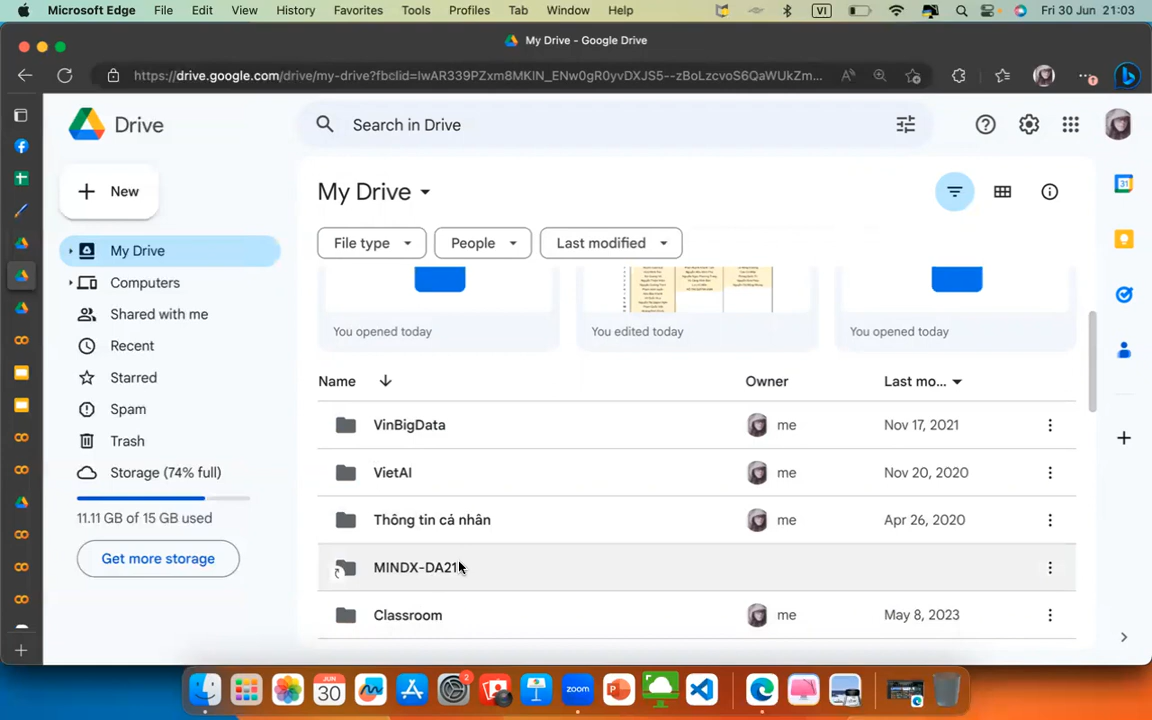 Microsoft Edge File Edit View History Favorites Tools Profiles Tab Window Help VI Fri 30 Jun 21:03
My Drive - Google Drive
https://drive.google.com/drive/my-drive?fbclid=IwAR339PZxm8MKlN_ENw0gR0yvDXJS5--zBoLzcvoS6QaWUkZm...
Drive
Search in Drive
New
My Drive
File type People Last modified
My Drive
Computers
Shared with me
Recent
Starred
Spam
Trash
Storage (74% full)
11.11 GB of 15 GB used
Get more storage
You opened today You edited today You opened today
Name Owner Last mo...
VinBigData me Nov 17, 2021
VietAI me Nov 20, 2020
Thông tin cá nhân me Apr 26, 2020
MINDX-DA21
Classroom me May 8, 2023
31
JUN
30
2
zoom